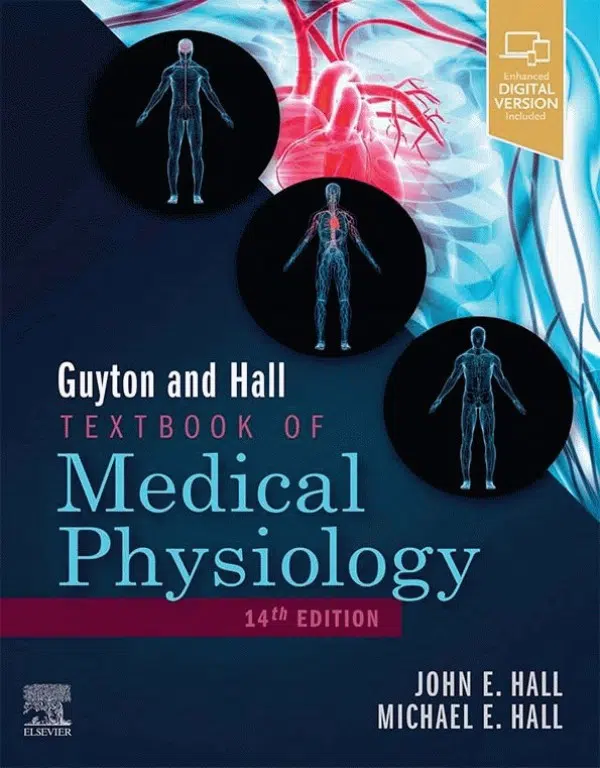 Enhanced
DIGITAL
VERSION
Included
Guyton and Hall
TEXTBOOK OF
Medical
Physiology
14th EDITION
JOHN E. HALL
MICHAEL E. HALL
ELSEVIER